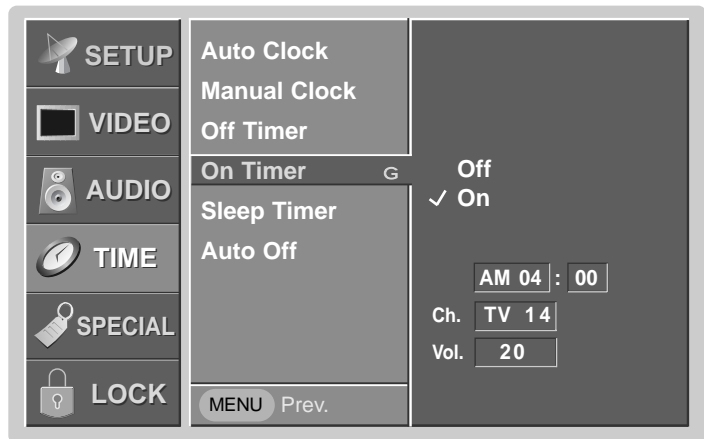 SETUP
VIDEO
AUDIO
TIME
SPECIAL
LOCK
Auto Clock
Manual Clock
Off Timer
On Timer G
Sleep Timer
Auto Off
MENU Prev.
Off
✓ On
AM 04 : 00
Ch. TV 14
Vol. 20